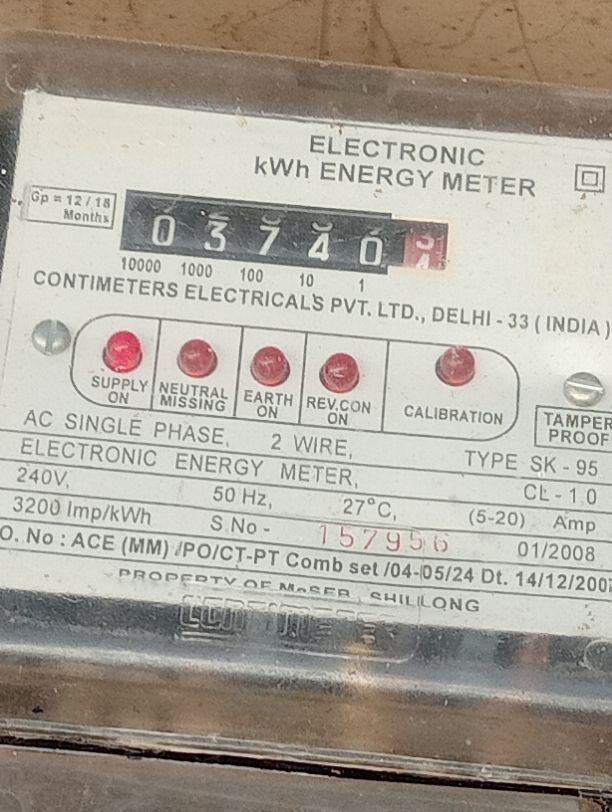 ELECTRONIC
kWh ENERGY METER
Gp = 12 / 18
Months
0 3 7 4 0
10000 1000 100 10 1
CONTIMETERS ELECTRICALS PVT. LTD., DELHI - 33 ( INDIA )
SUPPLY ON
NEUTRAL MISSING
EARTH ON
REV.CON ON
CALIBRATION
TAMPER PROOF
AC SINGLE PHASE, 2 WIRE, TYPE SK - 95
ELECTRONIC ENERGY METER, CL - 1.0
240V, 50 Hz, 27°C, (5-20) Amp
3200 Imp/kWh S.No - 157956 01/2008
O. No : ACE (MM) /PO/CT-PT Comb set /04-05/24 Dt. 14/12/2007
PROPERTY OF MeSEB, SHILLONG